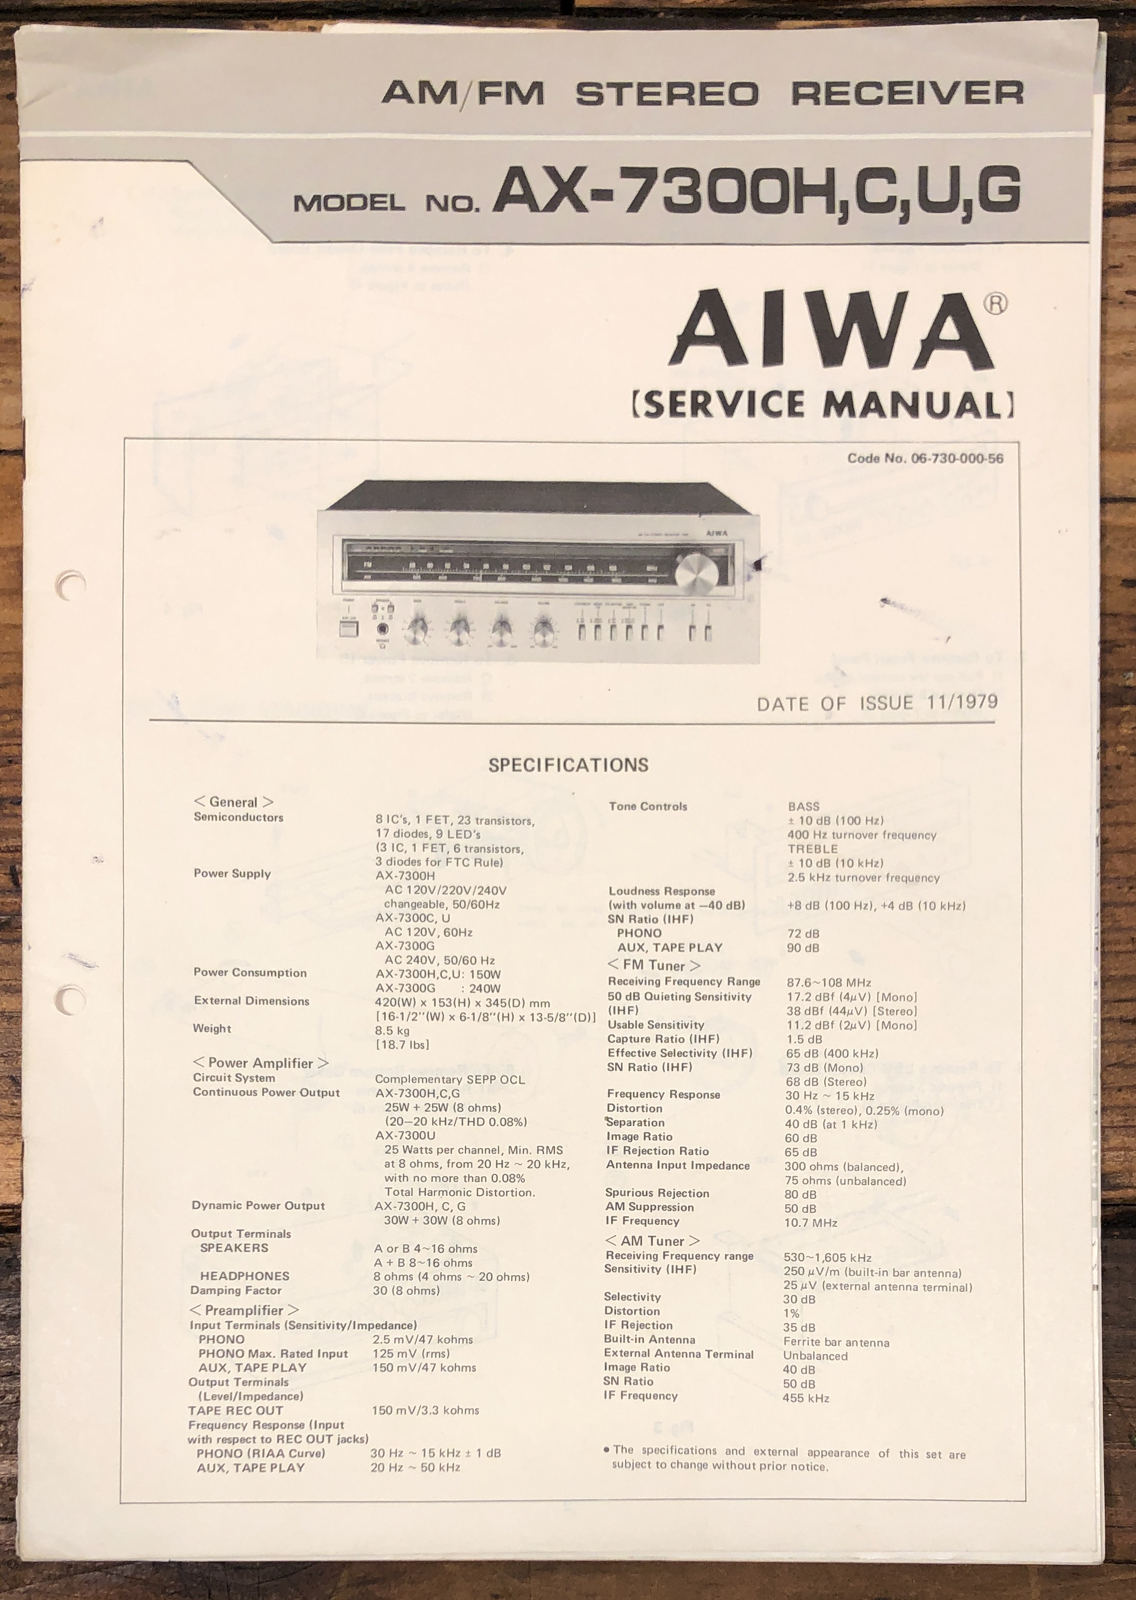 AM/FM STEREO RECEIVER
MODEL NO. AX-7300H,C,U,G
AIWA®
[SERVICE MANUAL]
Code No. 06-730-000-56
AIWA
DATE OF ISSUE 11/1979
SPECIFICATIONS
< General >
Semiconductors 8 IC's, 1 FET, 23 transistors,
17 diodes, 9 LED's
(3 IC, 1 FET, 6 transistors,
3 diodes for FTC Rule)
Power Supply AX-7300H
AC 120V/220V/240V
changeable, 50/60Hz
AX-7300C, U
AC 120V, 60Hz
AX-7300G
AC 240V, 50/60 Hz
Power Consumption AX-7300H,C,U: 150W
AX-7300G : 240W
External Dimensions 420(W) x 153(H) x 345(D) mm
[16-1/2''(W) x 6-1/8''(H) x 13-5/8''(D)]
Weight 8.5 kg
[18.7 lbs]
< Power Amplifier >
Circuit System Complementary SEPP OCL
Continuous Power Output AX-7300H,C,G
25W + 25W (8 ohms)
(20–20 kHz/THD 0.08%)
AX-7300U
25 Watts per channel, Min. RMS
at 8 ohms, from 20 Hz ~ 20 kHz,
with no more than 0.08%
Total Harmonic Distortion.
Dynamic Power Output AX-7300H, C, G
30W + 30W (8 ohms)
Output Terminals
SPEAKERS A or B 4~16 ohms
A + B 8~16 ohms
HEADPHONES 8 ohms (4 ohms ~ 20 ohms)
Damping Factor 30 (8 ohms)
< Preamplifier >
Input Terminals (Sensitivity/Impedance)
PHONO 2.5 mV/47 kohms
PHONO Max. Rated Input 125 mV (rms)
AUX, TAPE PLAY 150 mV/47 kohms
Output Terminals
(Level/Impedance)
TAPE REC OUT 150 mV/3.3 kohms
Frequency Response (Input
with respect to REC OUT jacks)
PHONO (RIAA Curve) 30 Hz ~ 15 kHz ± 1 dB
AUX, TAPE PLAY 20 Hz ~ 50 kHz
Tone Controls BASS
± 10 dB (100 Hz)
400 Hz turnover frequency
TREBLE
± 10 dB (10 kHz)
2.5 kHz turnover frequency
Loudness Response
(with volume at –40 dB) +8 dB (100 Hz), +4 dB (10 kHz)
SN Ratio (IHF)
PHONO 72 dB
AUX, TAPE PLAY 90 dB
< FM Tuner >
Receiving Frequency Range 87.6~108 MHz
50 dB Quieting Sensitivity 17.2 dBf (4µV) [Mono]
(IHF) 38 dBf (44µV) [Stereo]
Usable Sensitivity 11.2 dBf (2µV) [Mono]
Capture Ratio (IHF) 1.5 dB
Effective Selectivity (IHF) 65 dB (400 kHz)
SN Ratio (IHF) 73 dB (Mono)
68 dB (Stereo)
Frequency Response 30 Hz ~ 15 kHz
Distortion 0.4% (stereo), 0.25% (mono)
Separation 40 dB (at 1 kHz)
Image Ratio 60 dB
IF Rejection Ratio 65 dB
Antenna Input Impedance 300 ohms (balanced),
75 ohms (unbalanced)
Spurious Rejection 80 dB
AM Suppression 50 dB
IF Frequency 10.7 MHz
< AM Tuner >
Receiving Frequency range 530~1,605 kHz
Sensitivity (IHF) 250 µV/m (built-in bar antenna)
25 µV (external antenna terminal)
Selectivity 30 dB
Distortion 1%
IF Rejection 35 dB
Built-in Antenna Ferrite bar antenna
External Antenna Terminal Unbalanced
Image Ratio 40 dB
SN Ratio 50 dB
IF Frequency 455 kHz
● The specifications and external appearance of this set are
subject to change without prior notice.